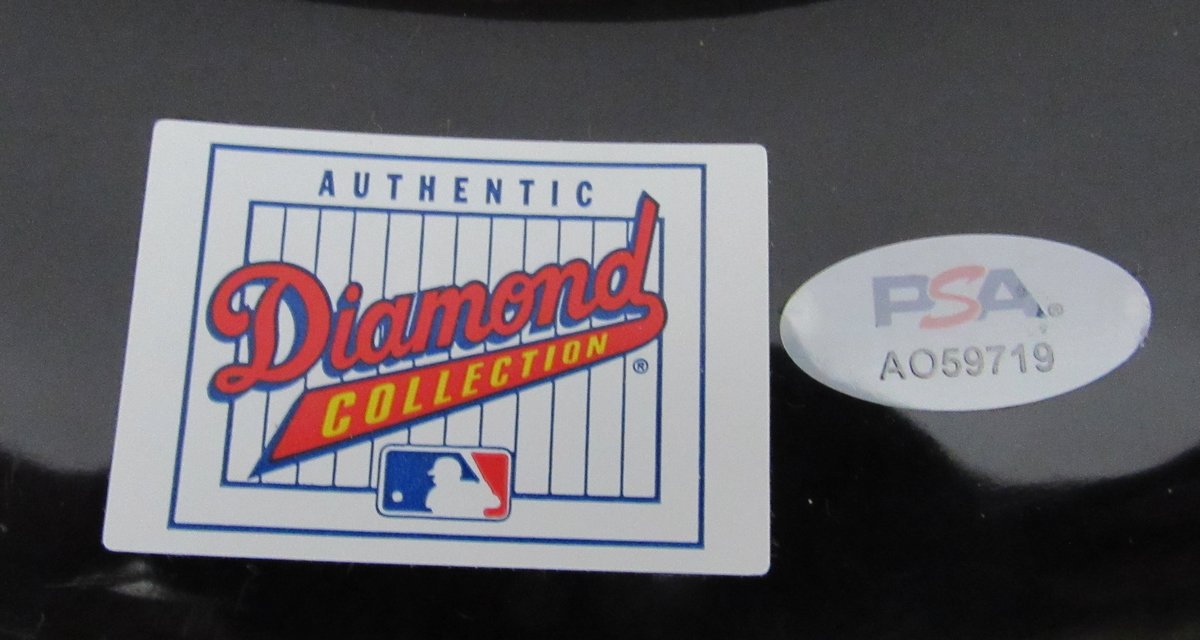 AUTHENTIC
Diamond
COLLECTION
®
PSA®
AO59719